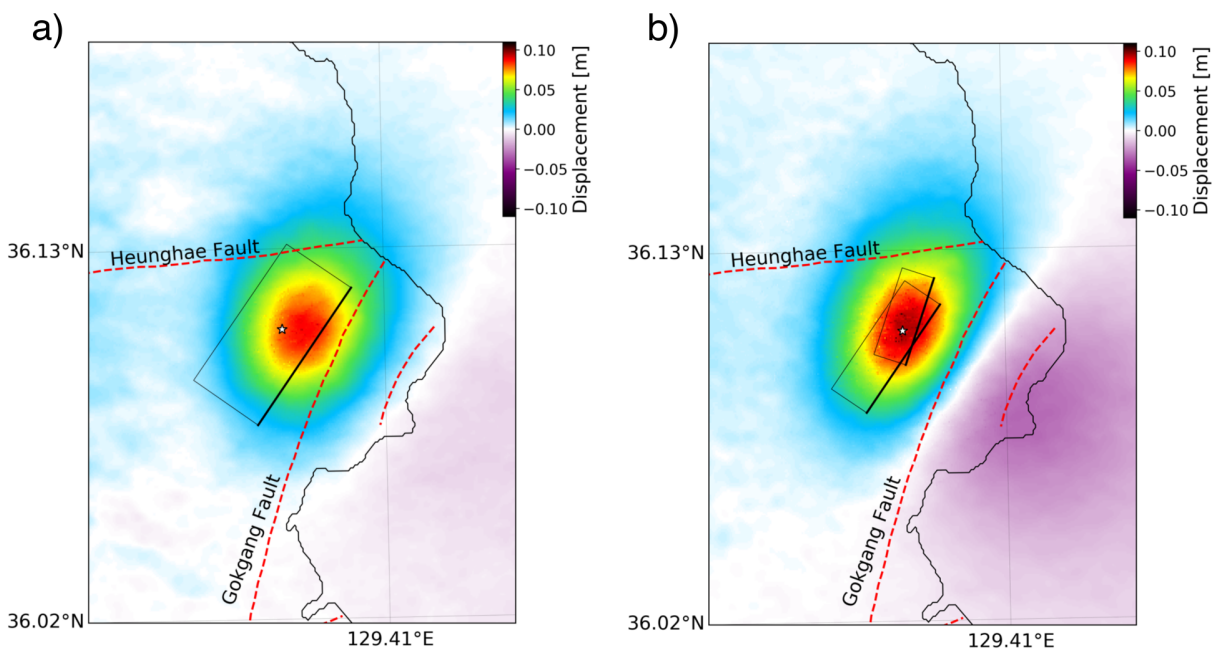 a)
0.10
0.05
0.00
−0.05
−0.10
Displacement [m]
36.13°N
Heunghae Fault
Gokgang Fault
36.02°N
129.41°E
b)
0.10
0.05
0.00
−0.05
−0.10
Displacement [m]
36.13°N
Heunghae Fault
Gokgang Fault
36.02°N
129.41°E